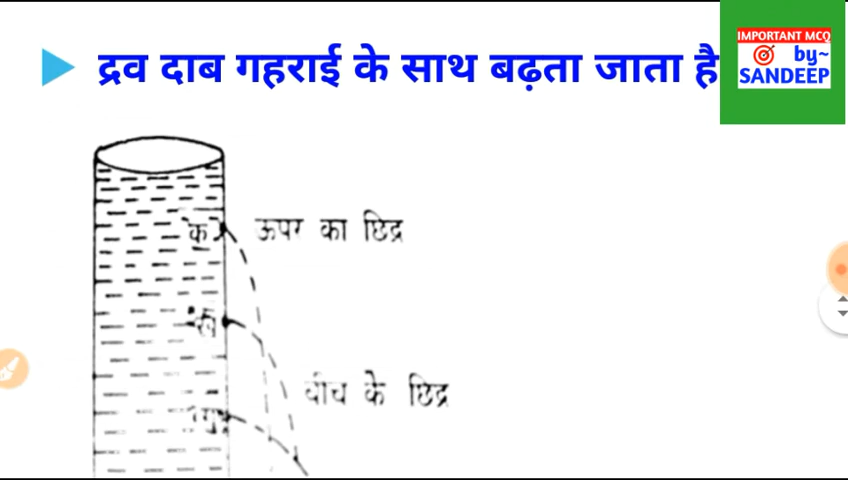 द्रव दाब गहराई के साथ बढ़ता जाता है
IMPORTANT MCQ
by~
SANDEEP
क
ऊपर का छिद्र
ख
बीच के छिद्र
ग